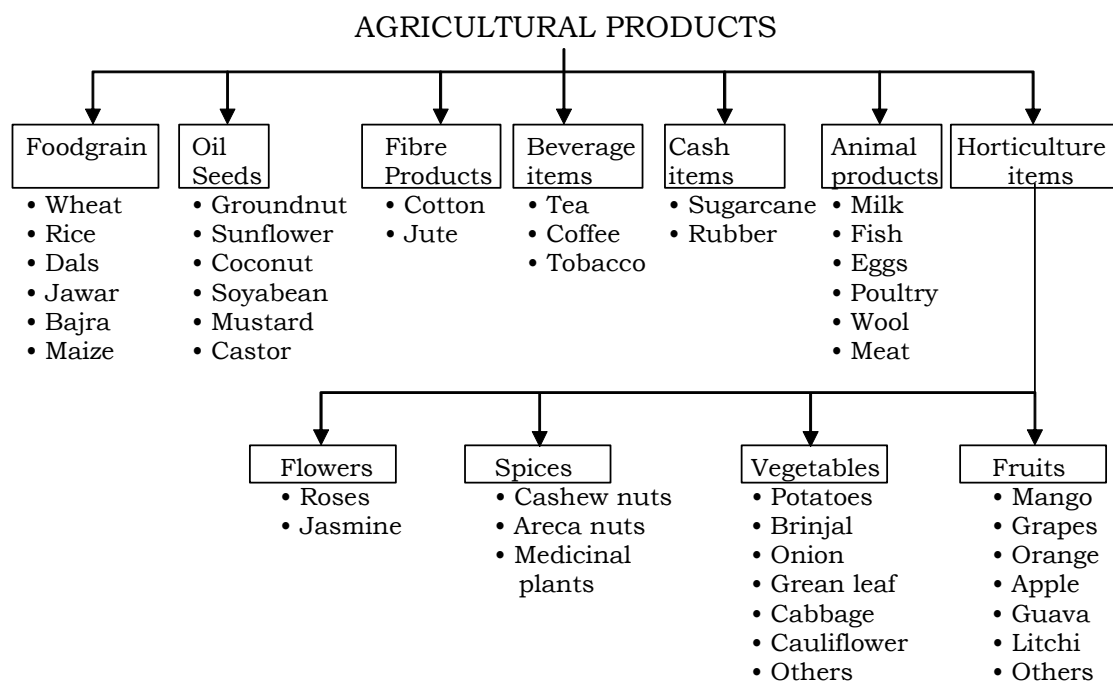 AGRICULTURAL PRODUCTS
Foodgrain
• Wheat
• Rice
• Dals
• Jawar
• Bajra
• Maize
Oil
Seeds
• Groundnut
• Sunflower
• Coconut
• Soyabean
• Mustard
• Castor
Fibre
Products
• Cotton
• Jute
Beverage
items
• Tea
• Coffee
• Tobacco
Cash
items
• Sugarcane
• Rubber
Animal
products
• Milk
• Fish
• Eggs
• Poultry
• Wool
• Meat
Horticulture
items
Flowers
• Roses
• Jasmine
Spices
• Cashew nuts
• Areca nuts
• Medicinal
plants
Vegetables
• Potatoes
• Brinjal
• Onion
• Grean leaf
• Cabbage
• Cauliflower
• Others
Fruits
• Mango
• Grapes
• Orange
• Apple
• Guava
• Litchi
• Others